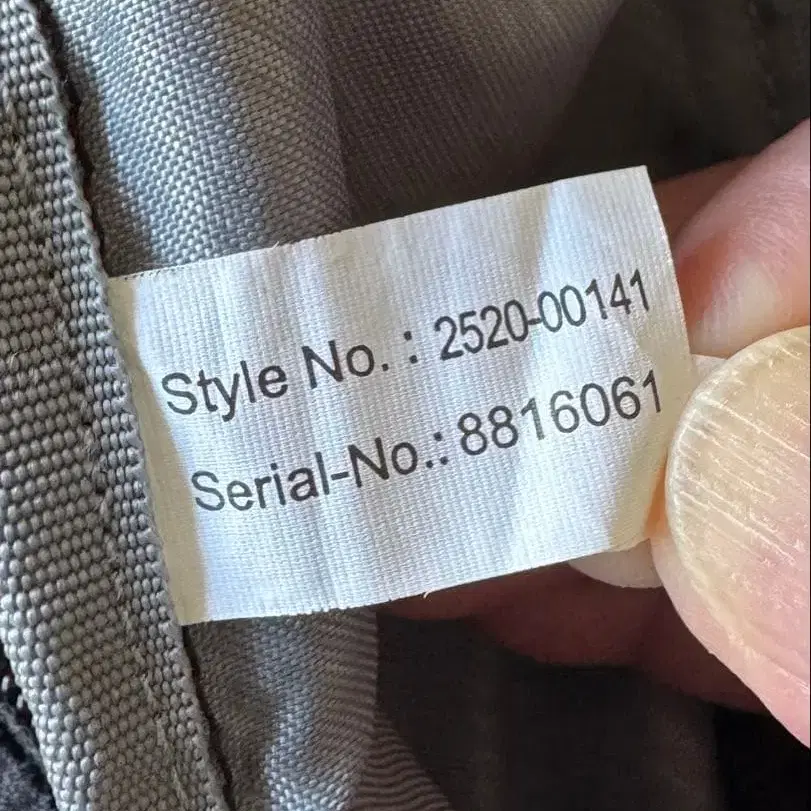 Style No. : 2520-00141
Serial-No.: 8816061